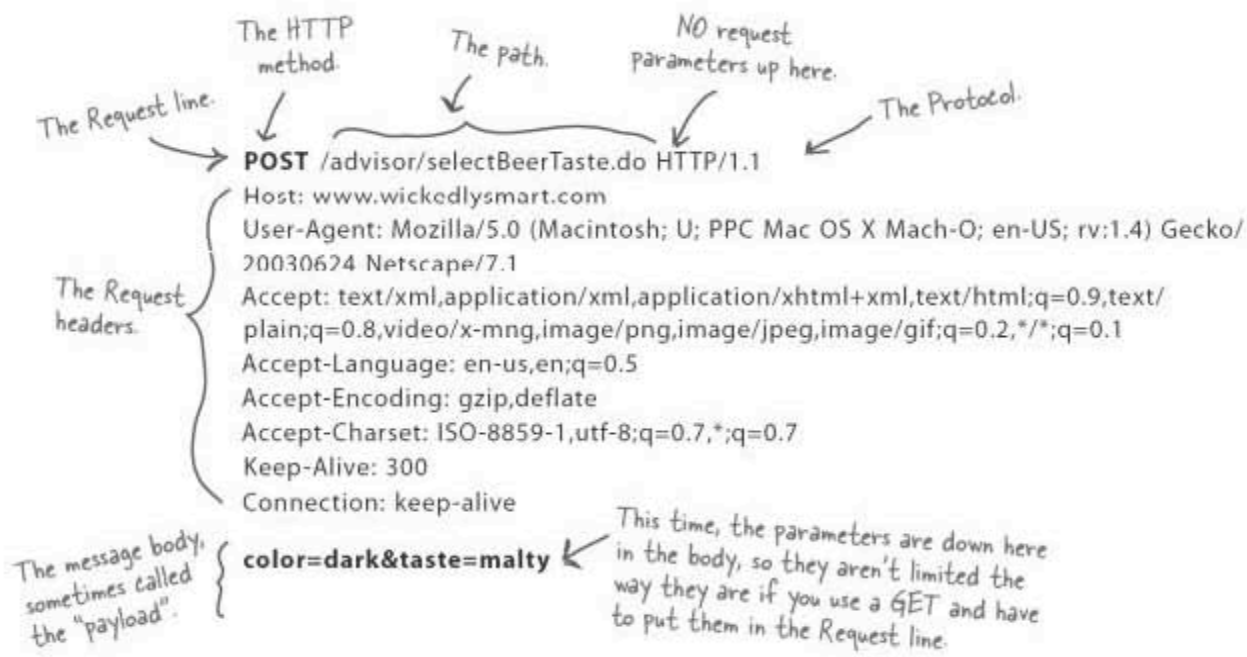 The HTTP
method.
The path.
NO request
parameters up here.
The Protocol.
The Request line.
POST /advisor/selectBeerTaste.do HTTP/1.1
Host: www.wickedlysmart.com
User-Agent: Mozilla/5.0 (Macintosh; U; PPC Mac OS X Mach-O; en-US; rv:1.4) Gecko/
20030624 Netscape/7.1
The Request
headers.
Accept: text/xml,application/xml,application/xhtml+xml,text/html;q=0.9,text/
plain;q=0.8,video/x-mng,image/png,image/jpeg,image/gif;q=0.2,*/*;q=0.1
Accept-Language: en-us,en;q=0.5
Accept-Encoding: gzip,deflate
Accept-Charset: ISO-8859-1,utf-8;q=0.7,*;q=0.7
Keep-Alive: 300
Connection: keep-alive
The message body,
sometimes called
the "payload".
color=dark&taste=malty
This time, the parameters are down here
in the body, so they aren't limited the
way they are if you use a GET and have
to put them in the Request line.